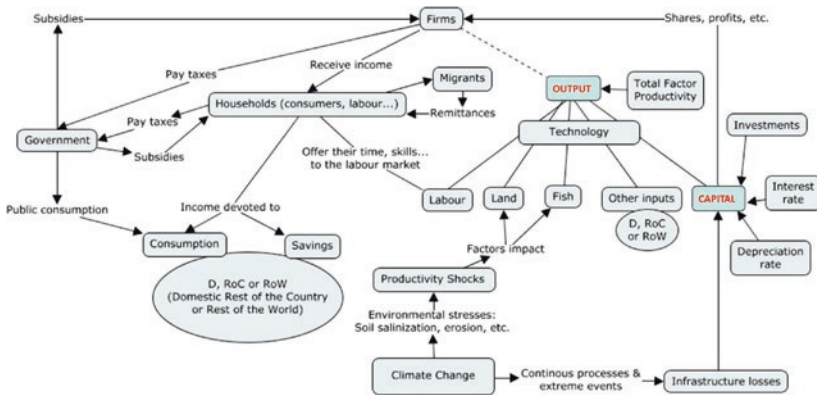 Subsidies
Firms
Shares, profits, etc.
Pay taxes
Receive income
Migrants
OUTPUT
Total Factor
Productivity
Households (consumers, labour...)
Remittances
Pay taxes
Government
Subsidies
Technology
Investments
Offer their time, skills...
to the labour market
Labour
Land
Fish
Other inputs
CAPITAL
Interest
rate
Public consumption
Income devoted to
D, RoC
or RoW
Consumption
Savings
Factors impact
Depreciation
rate
D, RoC or RoW
(Domestic Rest of the Country
or Rest of the World)
Productivity Shocks
Environmental stresses:
Soil salinization, erosion, etc.
Climate Change
Continous processes &
extreme events
Infrastructure losses